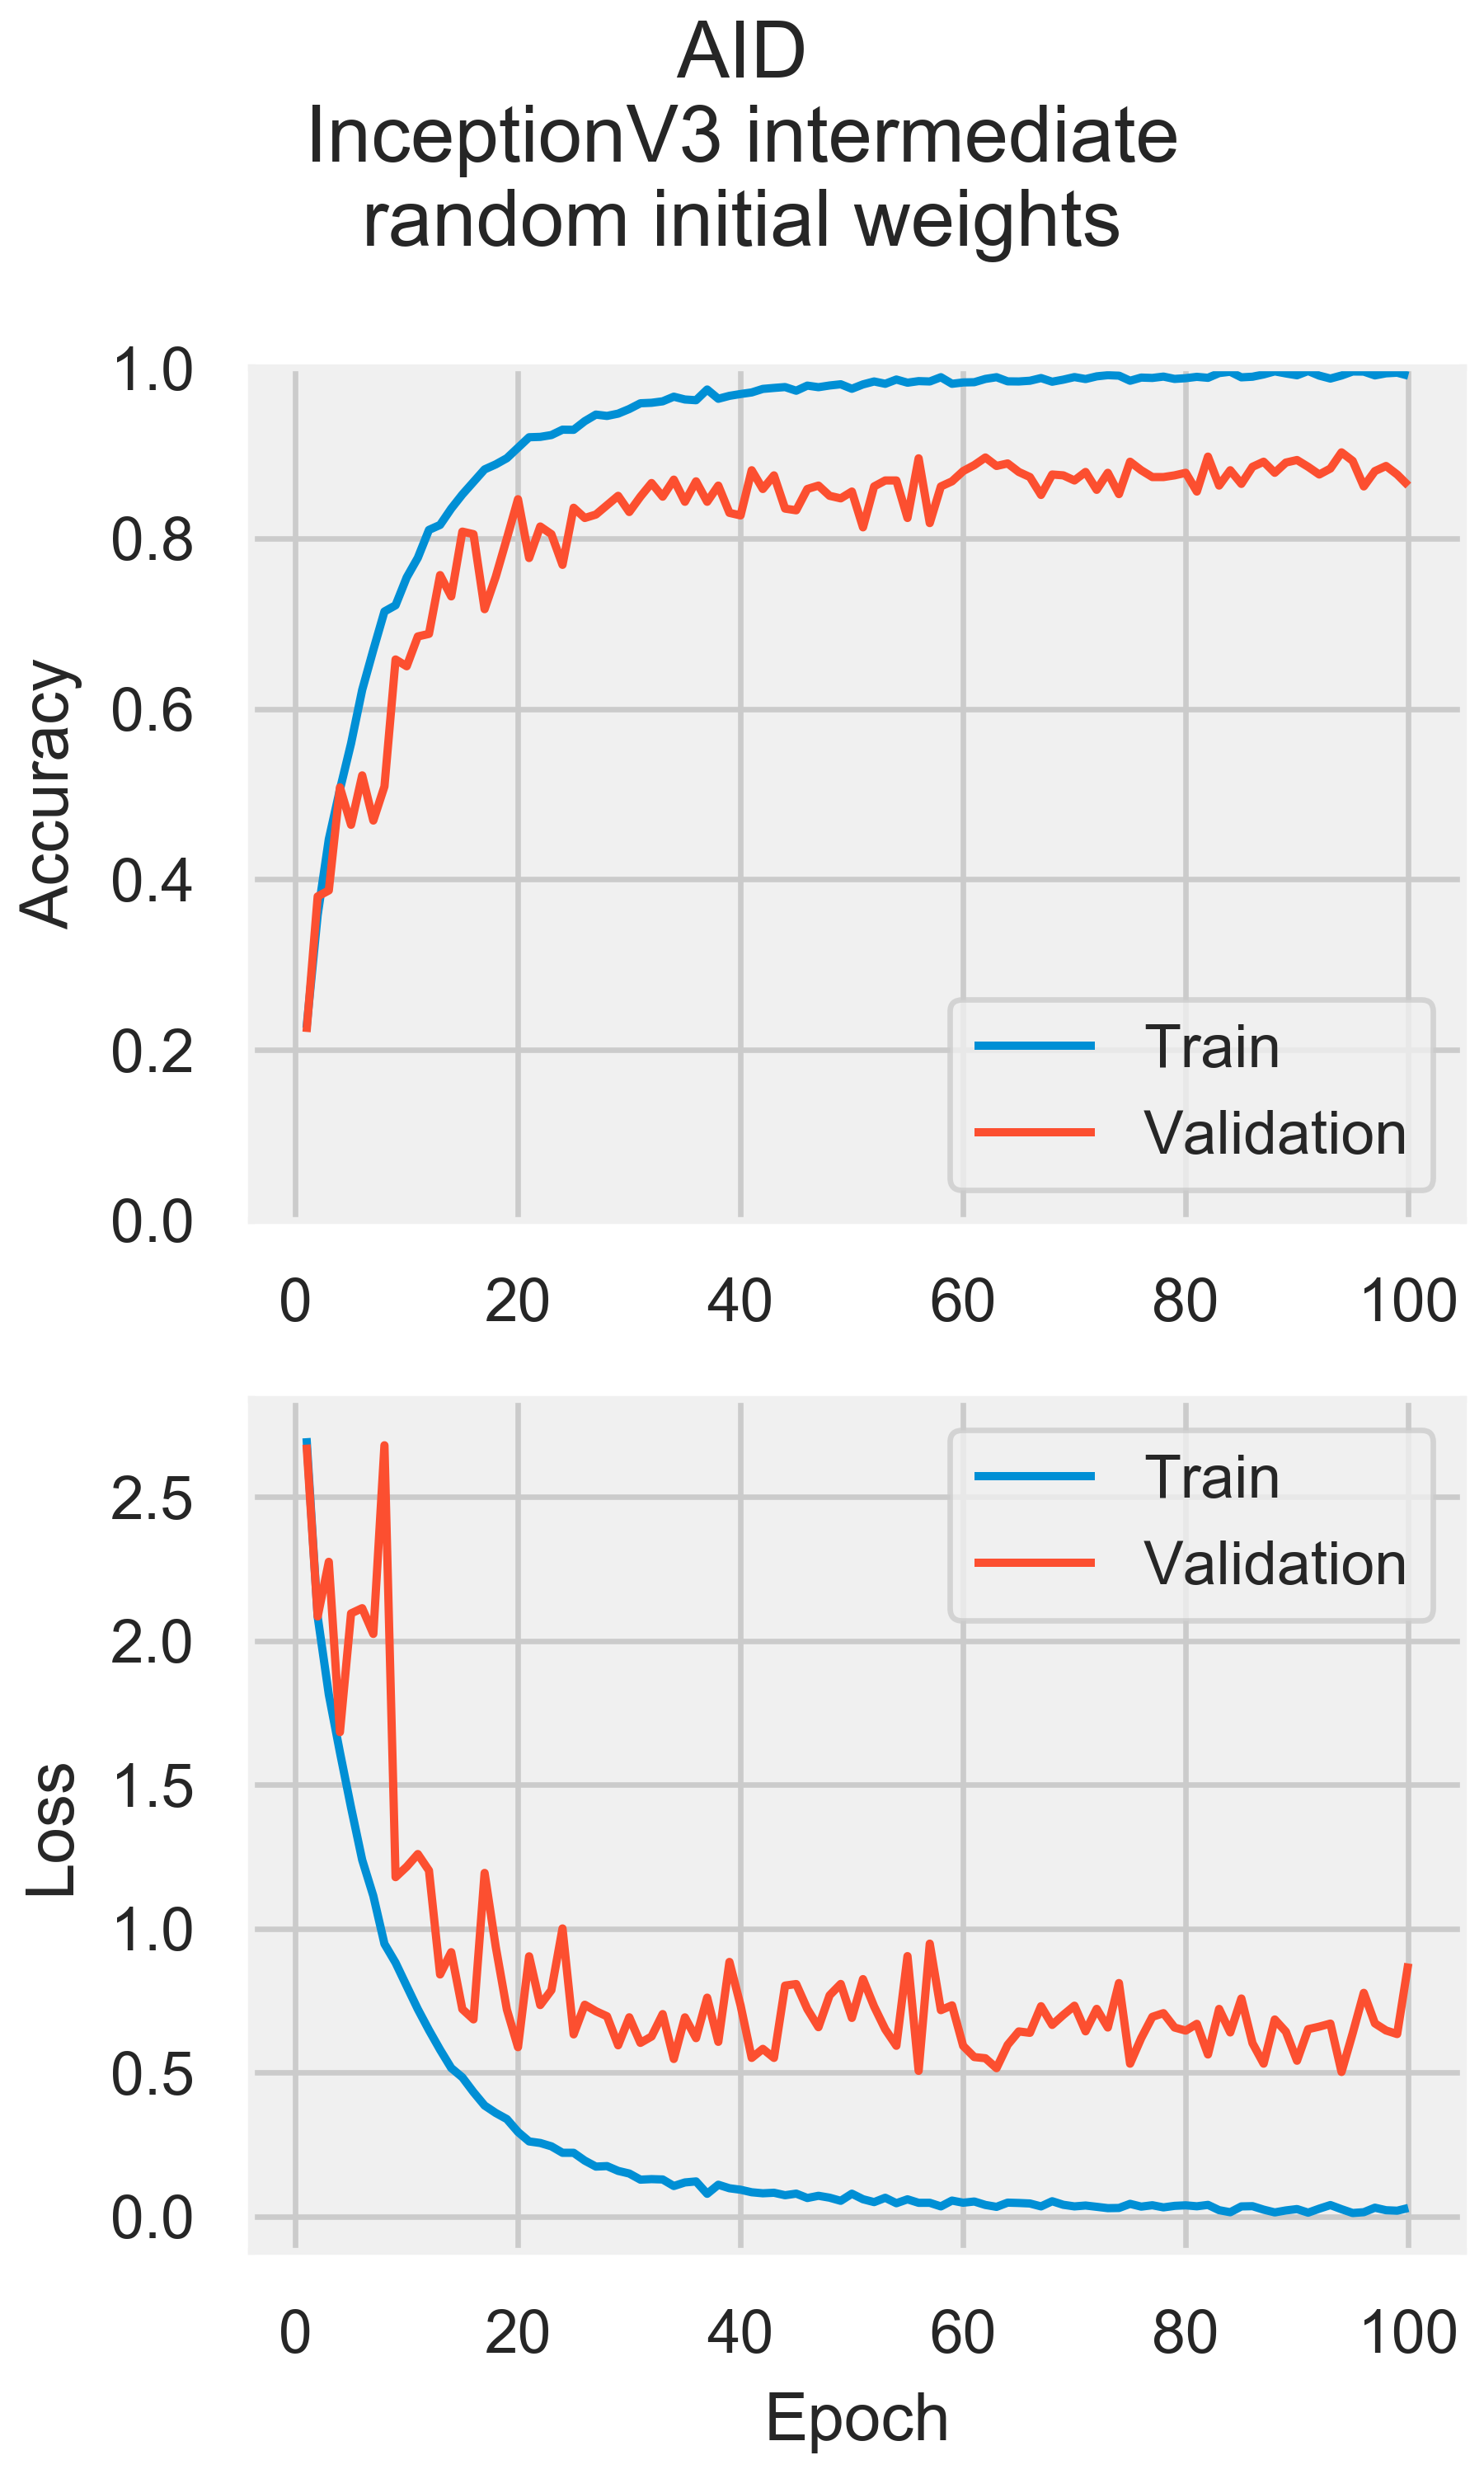 AID
InceptionV3 intermediate
random initial weights
1.0
0.8
0.6
0.4
0.2
0.0
Accuracy
Train
Validation
0 20 40 60 80 100
2.5
2.0
1.5
1.0
0.5
0.0
Loss
Train
Validation
0 20 40 60 80 100
Epoch